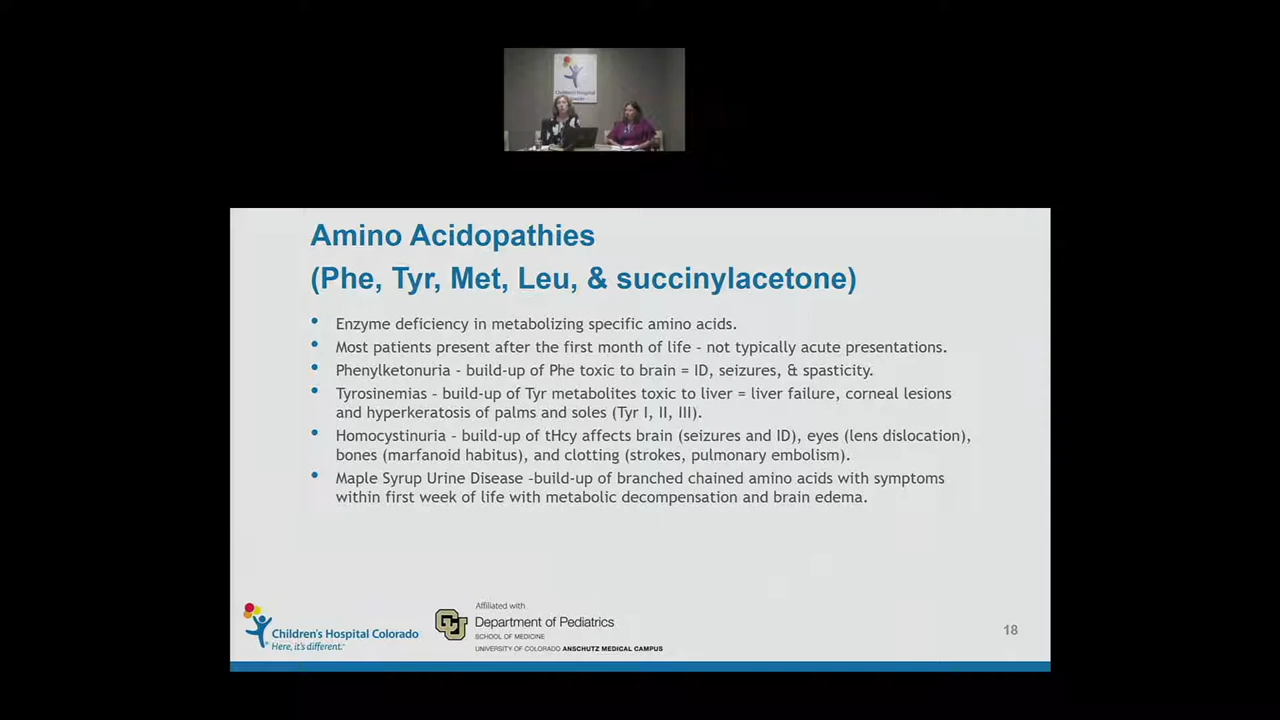 Children's Hospital
Amino Acidopathies
(Phe, Tyr, Met, Leu, & succinylacetone)
• Enzyme deficiency in metabolizing specific amino acids.
• Most patients present after the first month of life - not typically acute presentations.
• Phenylketonuria - build-up of Phe toxic to brain = ID, seizures, & spasticity.
• Tyrosinemias - build-up of Tyr metabolites toxic to liver = liver failure, corneal lesions
and hyperkeratosis of palms and soles (Tyr I, II, III).
• Homocystinuria - build-up of tHcy affects brain (seizures and ID), eyes (lens dislocation),
bones (marfanoid habitus), and clotting (strokes, pulmonary embolism).
• Maple Syrup Urine Disease -build-up of branched chained amino acids with symptoms
within first week of life with metabolic decompensation and brain edema.
Children's Hospital Colorado
Here, it's different.™
CU
Affiliated with
Department of Pediatrics
SCHOOL OF MEDICINE
UNIVERSITY OF COLORADO ANSCHUTZ MEDICAL CAMPUS
18